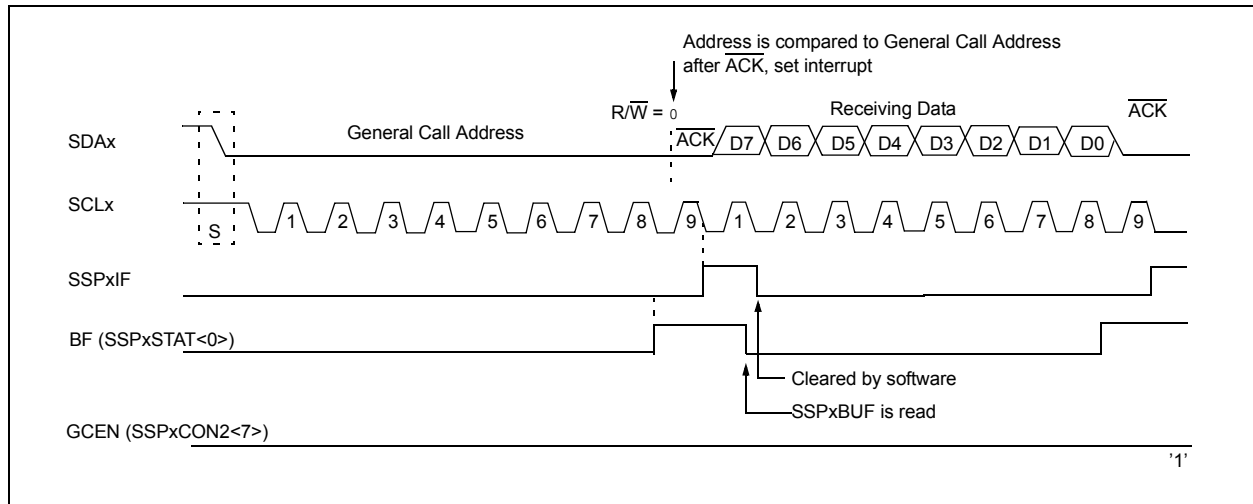 Address is compared to General Call Address
after ACK, set interrupt
R/W = 0
Receiving Data
ACK
General Call Address
SDAx
ACK
D7 D6 D5 D4 D3 D2 D1 D0
SCLx
S
1 2 3 4 5 6 7 8 9 1 2 3 4 5 6 7 8 9
SSPxIF
BF (SSPxSTAT<0>)
Cleared by software
SSPxBUF is read
GCEN (SSPxCON2<7>)
'1'